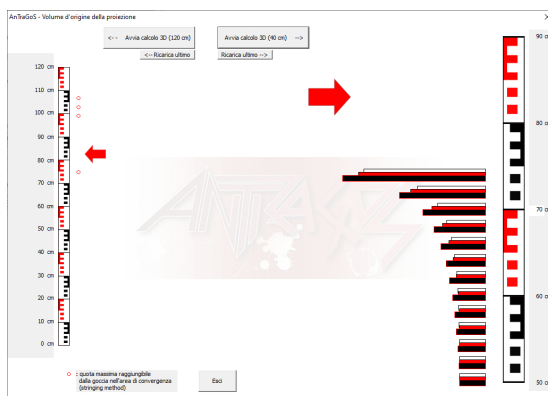 AnTraGoS - Volume d'origine della proiezione
<-- Avvia calcolo 3D (120 cm)
Avvia calcolo 3D (40 cm) -->
<-- Ricarica ultimo
Ricarica ultimo -->
120 cm
110 cm
100 cm
90 cm
80 cm
70 cm
60 cm
50 cm
40 cm
30 cm
20 cm
10 cm
0 cm
90 c
80 c
70 c
60 c
50 c
: quota massima raggiungibile
dalla goccia nell'area di convergenza
(stringing method)
Esci